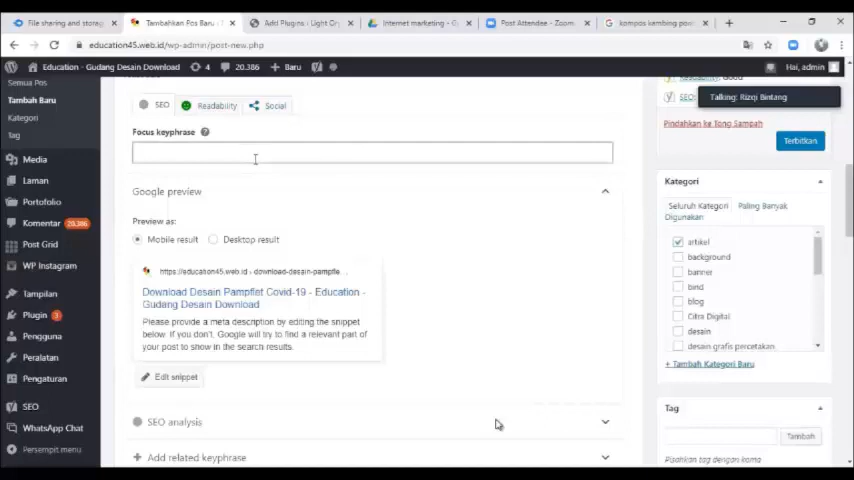 File sharing and storag
Tambahkan Pos Baru
Add Plugins ‹ Light Gr
Internet marketing - G
Post Attendee - Zoom
kompos kambing pow
education45.web.id/wp-admin/post-new.php
Education - Gudang Desain Download
4
20.386
Baru
Hai, admin
Semua Pos
Tambah Baru
Kategori
Tag
Media
Laman
Portofolio
Komentar 20.386
Post Grid
WP Instagram
Tampilan
Plugin 3
Pengguna
Peralatan
Pengaturan
SEO
WhatsApp Chat
Persempit menu
SEO
Readability
Social
Focus keyphrase
Google preview
Preview as:
Mobile result
Desktop result
https://education45.web.id › download-desain-pampfle ...
Download Desain Pampflet Covid-19 - Education -
Gudang Desain Download
Please provide a meta description by editing the snippet
below. If you don't, Google will try to find a relevant part of
your post to show in the search results.
Edit snippet
SEO analysis
Add related keyphrase
Readability: Good
SEO:
Talking: Rizqi Bintang
Pindahkan ke Tong Sampah
Terbitkan
Kategori
Seluruh Kategori
Paling Banyak
Digunakan
artikel
background
banner
bind
blog
Citra Digital
desain
desain grafis percetakan
+ Tambah Kategori Baru
Tag
Tambah
Pisahkan tag dengan koma